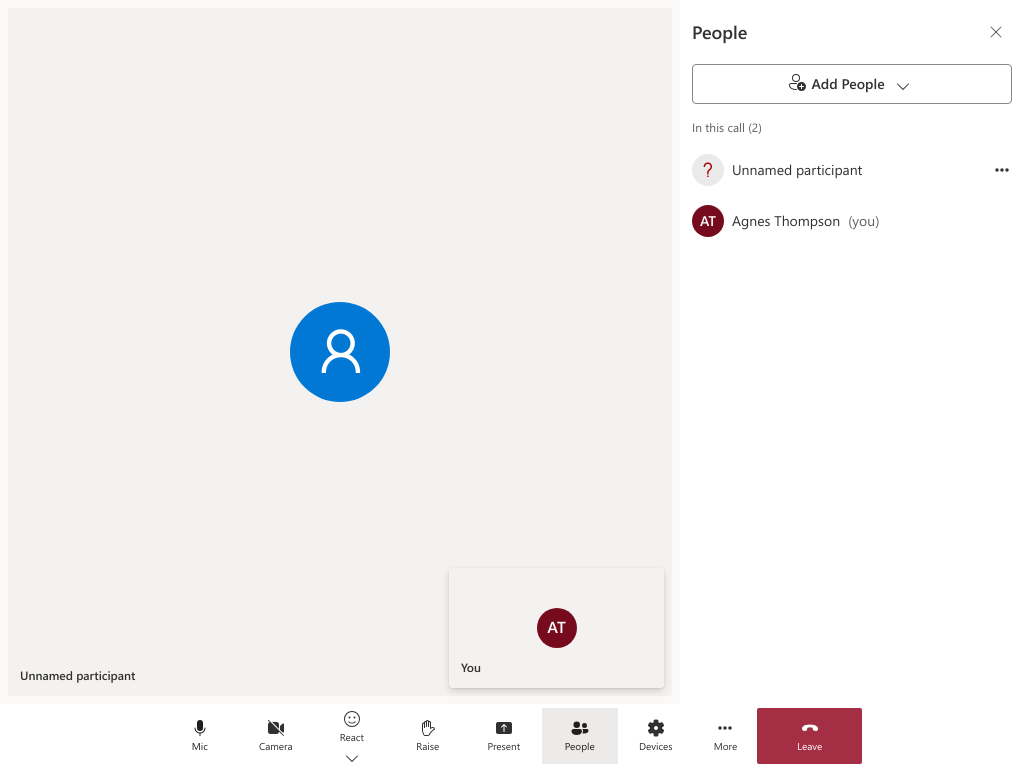 People
Add People
In this call (2)
? Unnamed participant
AT Agnes Thompson (you)
AT
You
Unnamed participant
Mic
Camera
React
Raise
Present
People
Devices
More
Leave